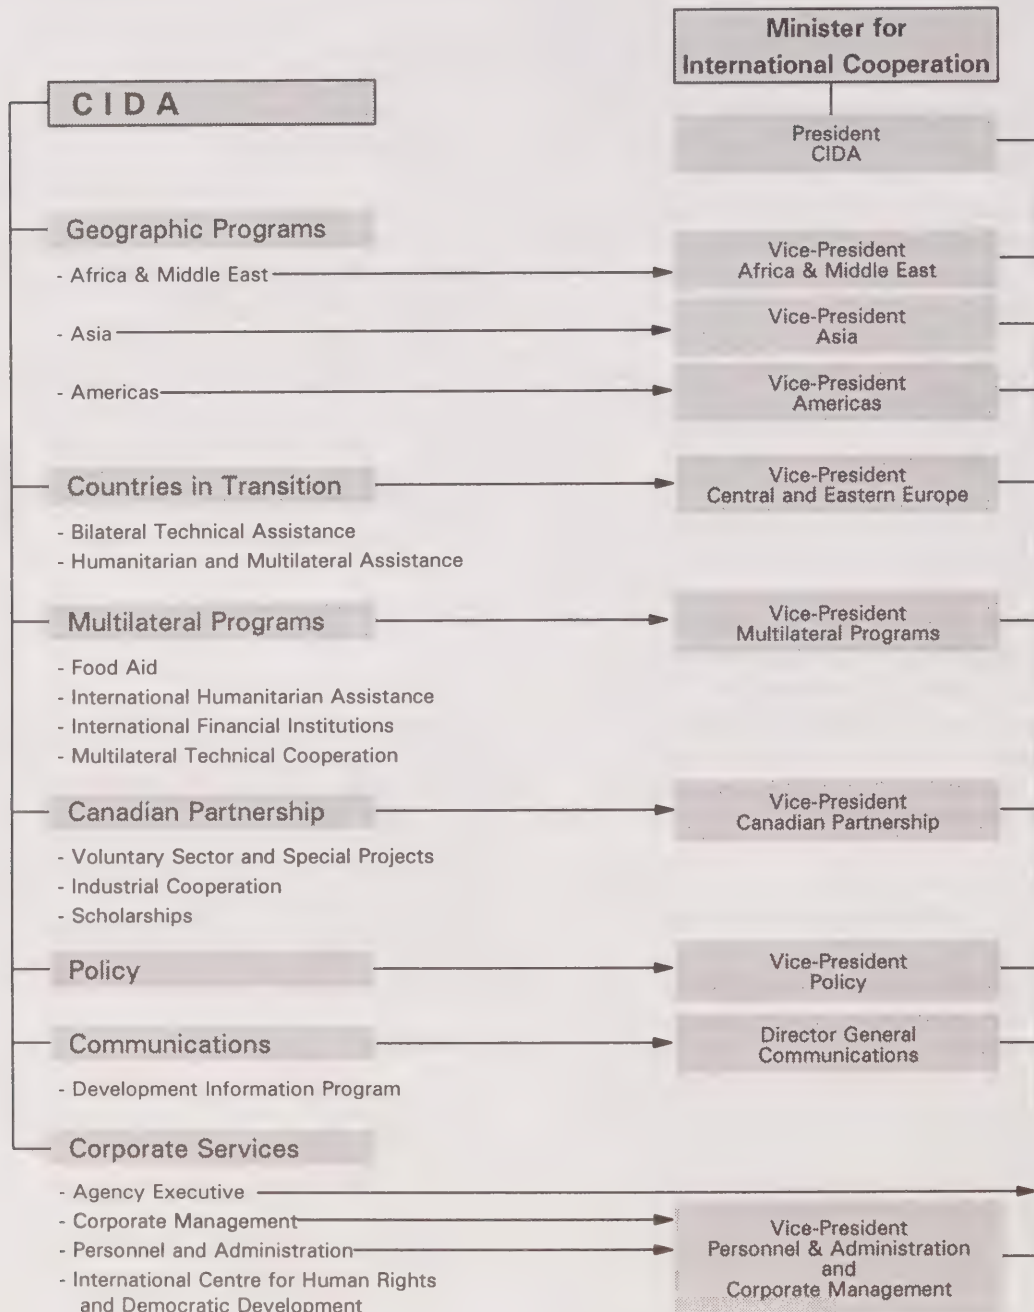 Minister for
International Cooperation
CIDA
President
CIDA
Geographic Programs
- Africa & Middle East
Vice-President
Africa & Middle East
- Asia
Vice-President
Asia
- Americas
Vice-President
Americas
Countries in Transition
Vice-President
Central and Eastern Europe
- Bilateral Technical Assistance
- Humanitarian and Multilateral Assistance
Multilateral Programs
Vice-President
Multilateral Programs
- Food Aid
- International Humanitarian Assistance
- International Financial Institutions
- Multilateral Technical Cooperation
Canadian Partnership
Vice-President
Canadian Partnership
- Voluntary Sector and Special Projects
- Industrial Cooperation
- Scholarships
Policy
Vice-President
Policy
Communications
Director General
Communications
- Development Information Program
Corporate Services
- Agency Executive
- Corporate Management
- Personnel and Administration
- International Centre for Human Rights
and Democratic Development
Vice-President
Personnel & Administration
and
Corporate Management